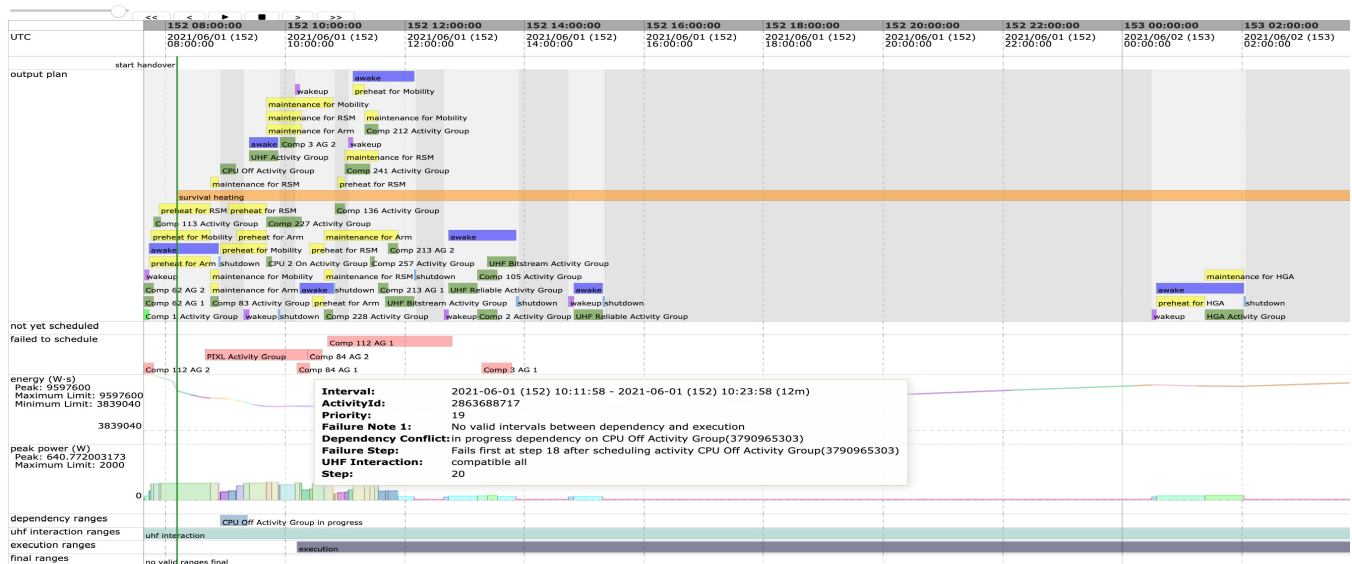 << < ▶ ■ > >>
152 08:00:00 152 10:00:00 152 12:00:00 152 14:00:00 152 16:00:00 152 18:00:00 152 20:00:00 152 22:00:00 153 00:00:00 153 02:00:00
UTC 2021/06/01 (152) 2021/06/01 (152) 2021/06/01 (152) 2021/06/01 (152) 2021/06/01 (152) 2021/06/01 (152) 2021/06/01 (152) 2021/06/01 (152) 2021/06/02 (153) 2021/06/02 (153)
08:00:00 10:00:00 12:00:00 14:00:00 16:00:00 18:00:00 20:00:00 22:00:00 00:00:00 02:00:00
start handover
output plan awake
wakeup preheat for Mobility
maintenance for Mobility
maintenance for RSM maintenance for Mobility
maintenance for Arm Comp 212 Activity Group
awake Comp 3 AG 2 wakeup
UHF Activity Group maintenance for RSM
CPU Off Activity Group Comp 241 Activity Group
maintenance for RSM preheat for RSM
survival heating
preheat for RSM preheat for RSM Comp 136 Activity Group
Comp 113 Activity Group Comp 227 Activity Group
preheat for Mobility preheat for Arm maintenance for Arm awake
awake preheat for Mobility preheat for RSM Comp 213 AG 2
preheat for Arm shutdown CPU 2 On Activity Group Comp 257 Activity Group UHF Bitstream Activity Group
wakeup maintenance for Mobility maintenance for RSM shutdown Comp 105 Activity Group maintenance for HGA
Comp 62 AG 2 maintenance for Arm awake shutdown Comp 213 AG 1 UHF Reliable Activity Group awake awake
Comp 62 AG 1 Comp 83 Activity Group preheat for Arm UHF Bitstream Activity Group shutdown wakeup shutdown preheat for HGA shutdown
Comp 1 Activity Group wakeup shutdown Comp 228 Activity Group wakeup Comp 2 Activity Group UHF Reliable Activity Group wakeup HGA Activity Group
not yet scheduled
failed to schedule Comp 112 AG 1
PIXL Activity Group Comp 84 AG 2
Comp 112 AG 2 Comp 84 AG 1 Comp 3 AG 1
energy (W·s)
Peak: 9597600
Maximum Limit: 9597600
Minimum Limit: 3839040
3839040
Interval: 2021-06-01 (152) 10:11:58 - 2021-06-01 (152) 10:23:58 (12m)
ActivityId: 2863688717
Priority: 19
Failure Note 1: No valid intervals between dependency and execution
Dependency Conflict: in progress dependency on CPU Off Activity Group(3790965303)
Failure Step: Fails first at step 18 after scheduling activity CPU Off Activity Group(3790965303)
UHF Interaction: compatible all
Step: 20
peak power (W)
Peak: 640.772003173
Maximum Limit: 2000
0
dependency ranges CPU Off Activity Group in progress
uhf interaction ranges uhf interaction
execution ranges execution
final ranges no valid ranges final